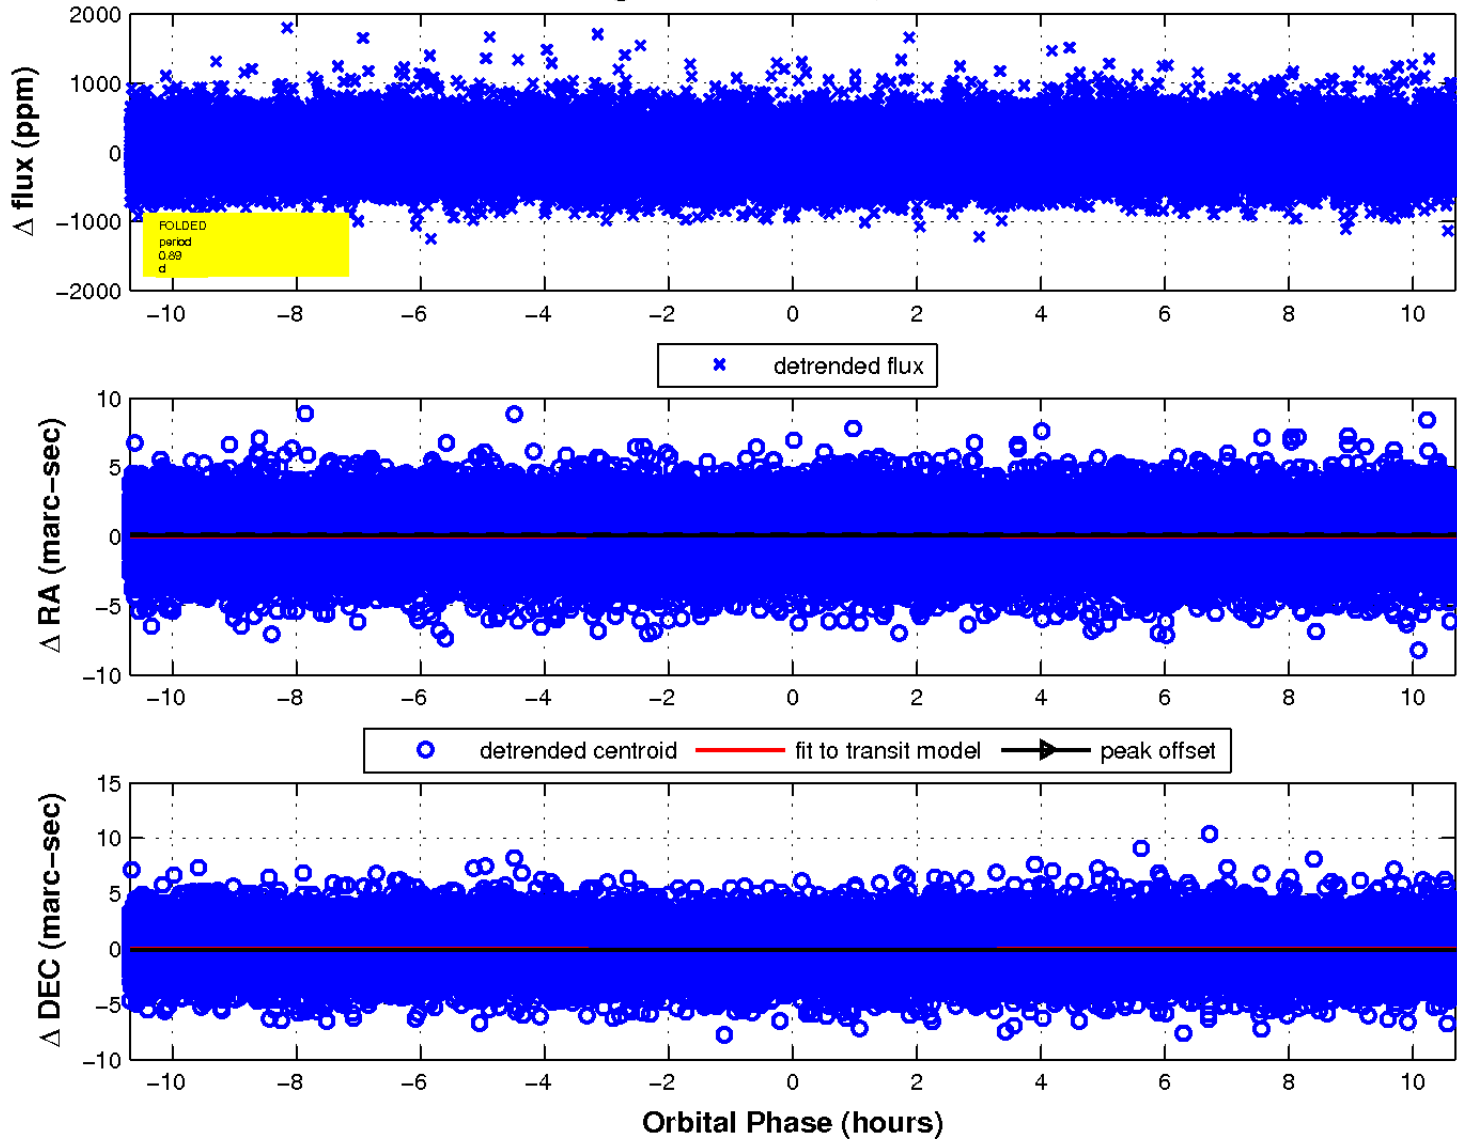 2000
1000
0
−1000
−2000
Δ flux (ppm)
FOLDED
period
0.89
d
−10 −8 −6 −4 −2 0 2 4 6 8 10
detrended flux
10
5
0
−5
−10
Δ RA (marc−sec)
−10 −8 −6 −4 −2 0 2 4 6 8 10
detrended centroid fit to transit model peak offset
15
10
5
0
−5
−10
Δ DEC (marc−sec)
−10 −8 −6 −4 −2 0 2 4 6 8 10
Orbital Phase (hours)